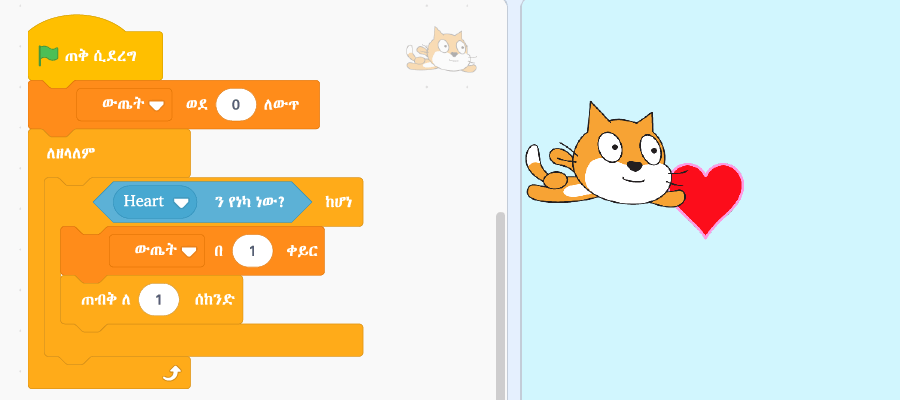 ጠቅ ሲደረግ
ውጤት ወደ 0 ለውጥ
ለዘላለም
Heart ን የነካ ነው? ከሆነ
ውጤት በ 1 ቀይር
ጠብቅ ለ 1 ሰከንድ